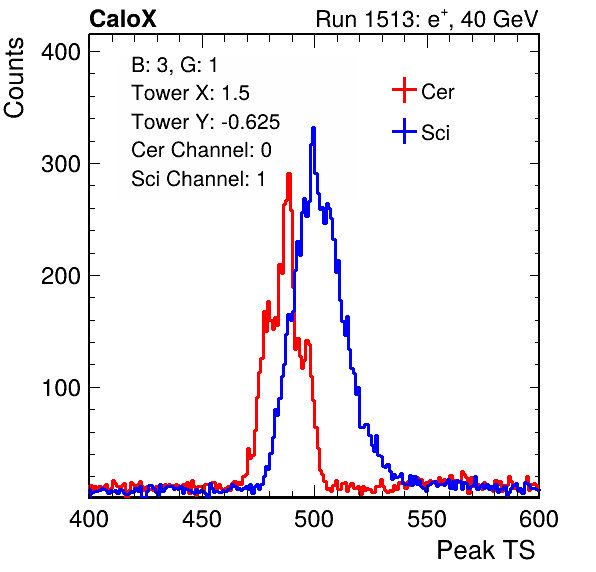 CaloX Run 1513: e⁺, 40 GeV
Counts
400
300
200
100
B: 3, G: 1
Tower X: 1.5
Tower Y: -0.625
Cer Channel: 0
Sci Channel: 1
Cer
Sci
400 450 500 550 600
Peak TS